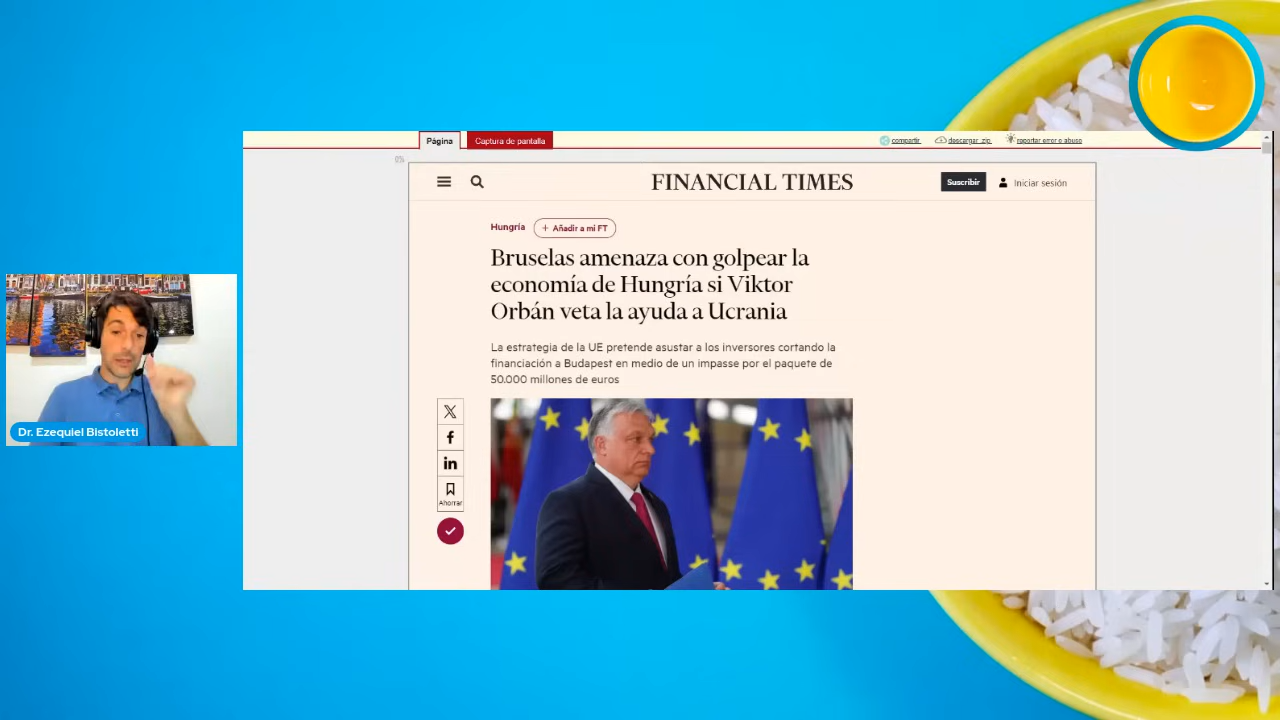 Página
Captura de pantalla
compartir
descargar .zip
reportar error o abuso
FINANCIAL TIMES
Suscribir
Iniciar sesión
Hungría
+ Añadir a mi FT
Bruselas amenaza con golpear la
economía de Hungría si Viktor
Orbán veta la ayuda a Ucrania
La estrategia de la UE pretende asustar a los inversores cortando la
financiación a Budapest en medio de un impasse por el paquete de
50.000 millones de euros
Ahorrar
Dr. Ezequiel Bistoletti